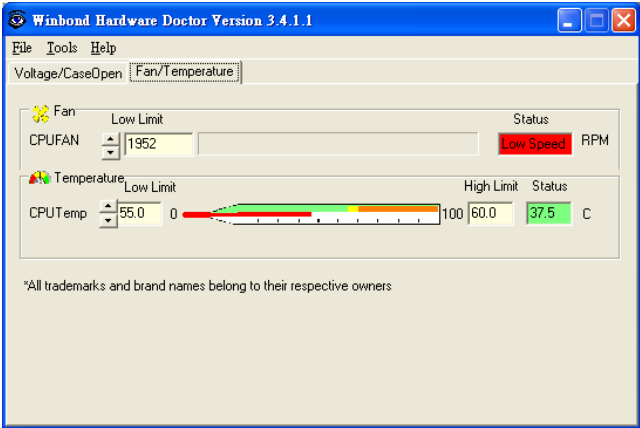 Winbond Hardware Doctor Version 3.4.1.1
File Tools Help
Voltage/CaseOpen Fan/Temperature
Fan
Low Limit Status
CPUFAN 1952 Low Speed RPM
Temperature
Low Limit High Limit Status
CPUTemp 55.0 0 100 60.0 37.5 C
*All trademarks and brand names belong to their respective owners